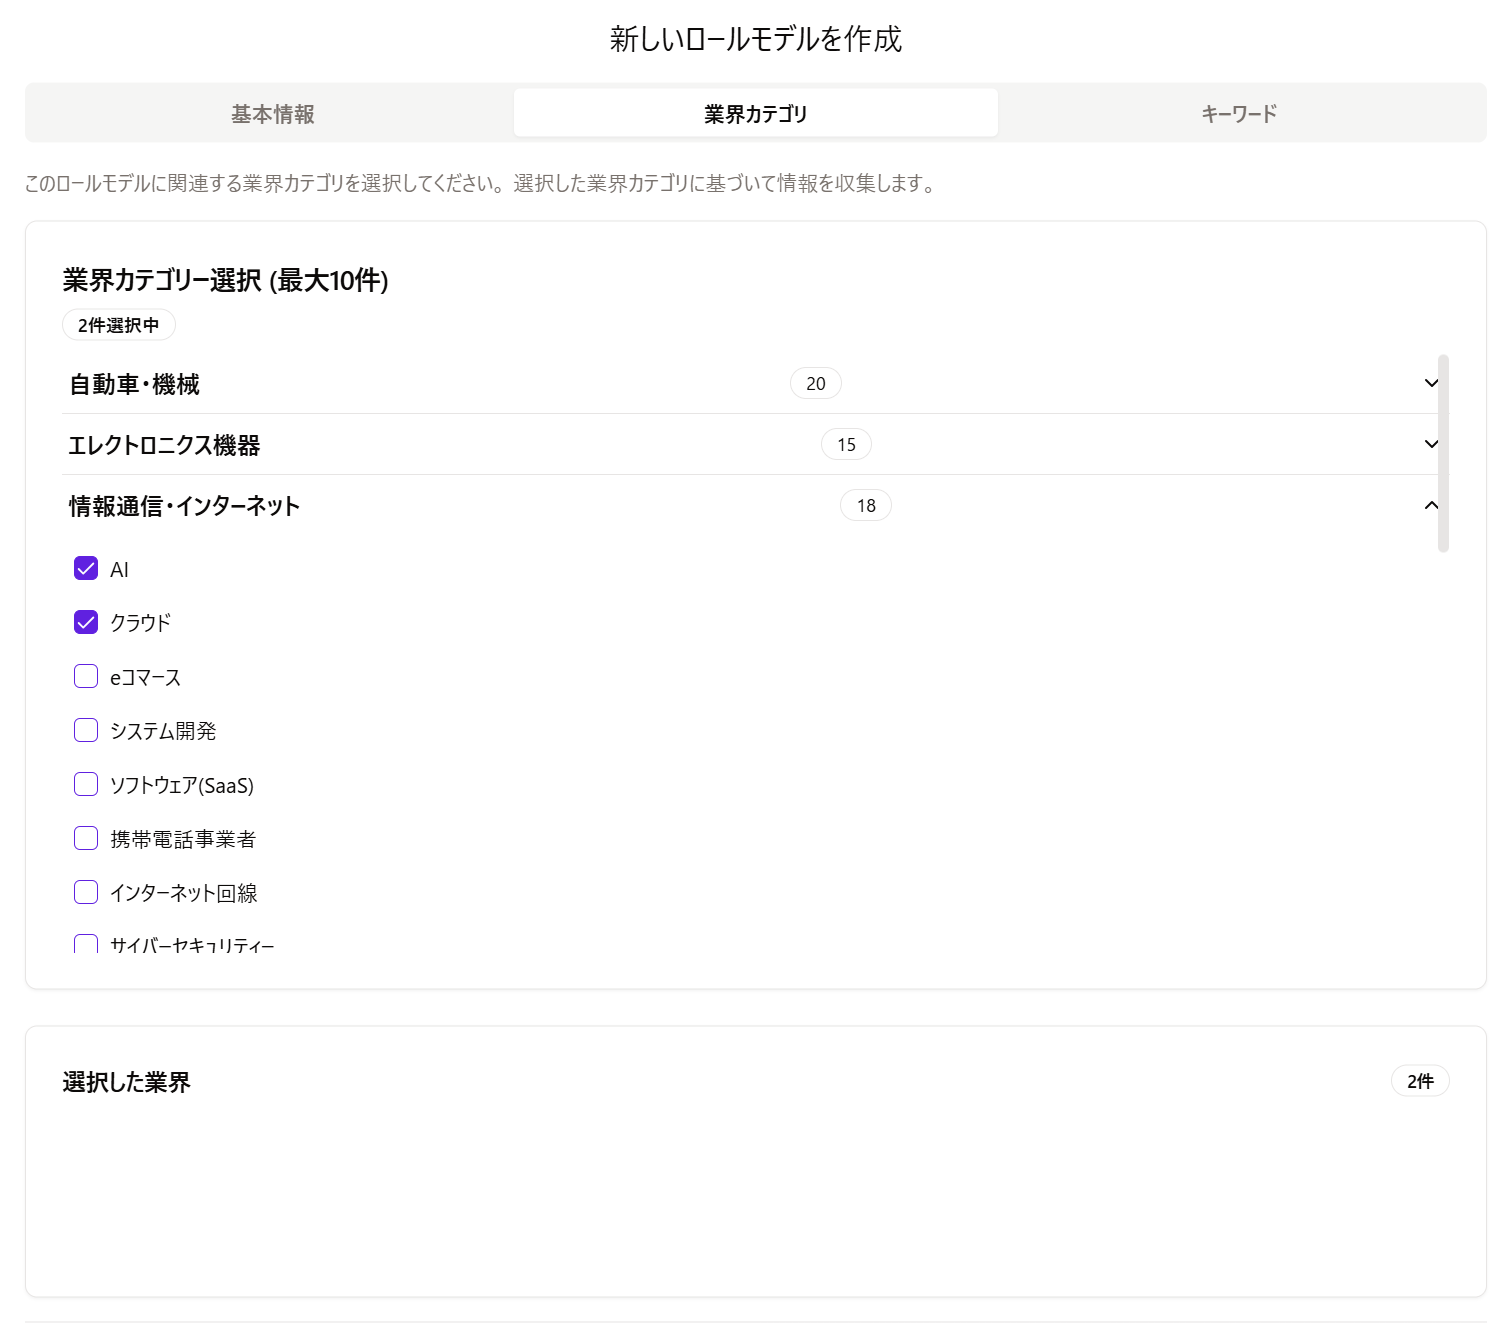 新しいロールモデルを作成
基本情報
業界カテゴリ
キーワード
このロールモデルに関連する業界カテゴリを選択してください。選択した業界カテゴリに基づいて情報を収集します。
業界カテゴリー選択 (最大10件)
2件選択中
自動車・機械 20
エレクトロニクス機器 15
情報通信・インターネット 18
AI
クラウド
eコマース
システム開発
ソフトウェア(SaaS)
携帯電話事業者
インターネット回線
サイバーセキュリティー
選択した業界 2件